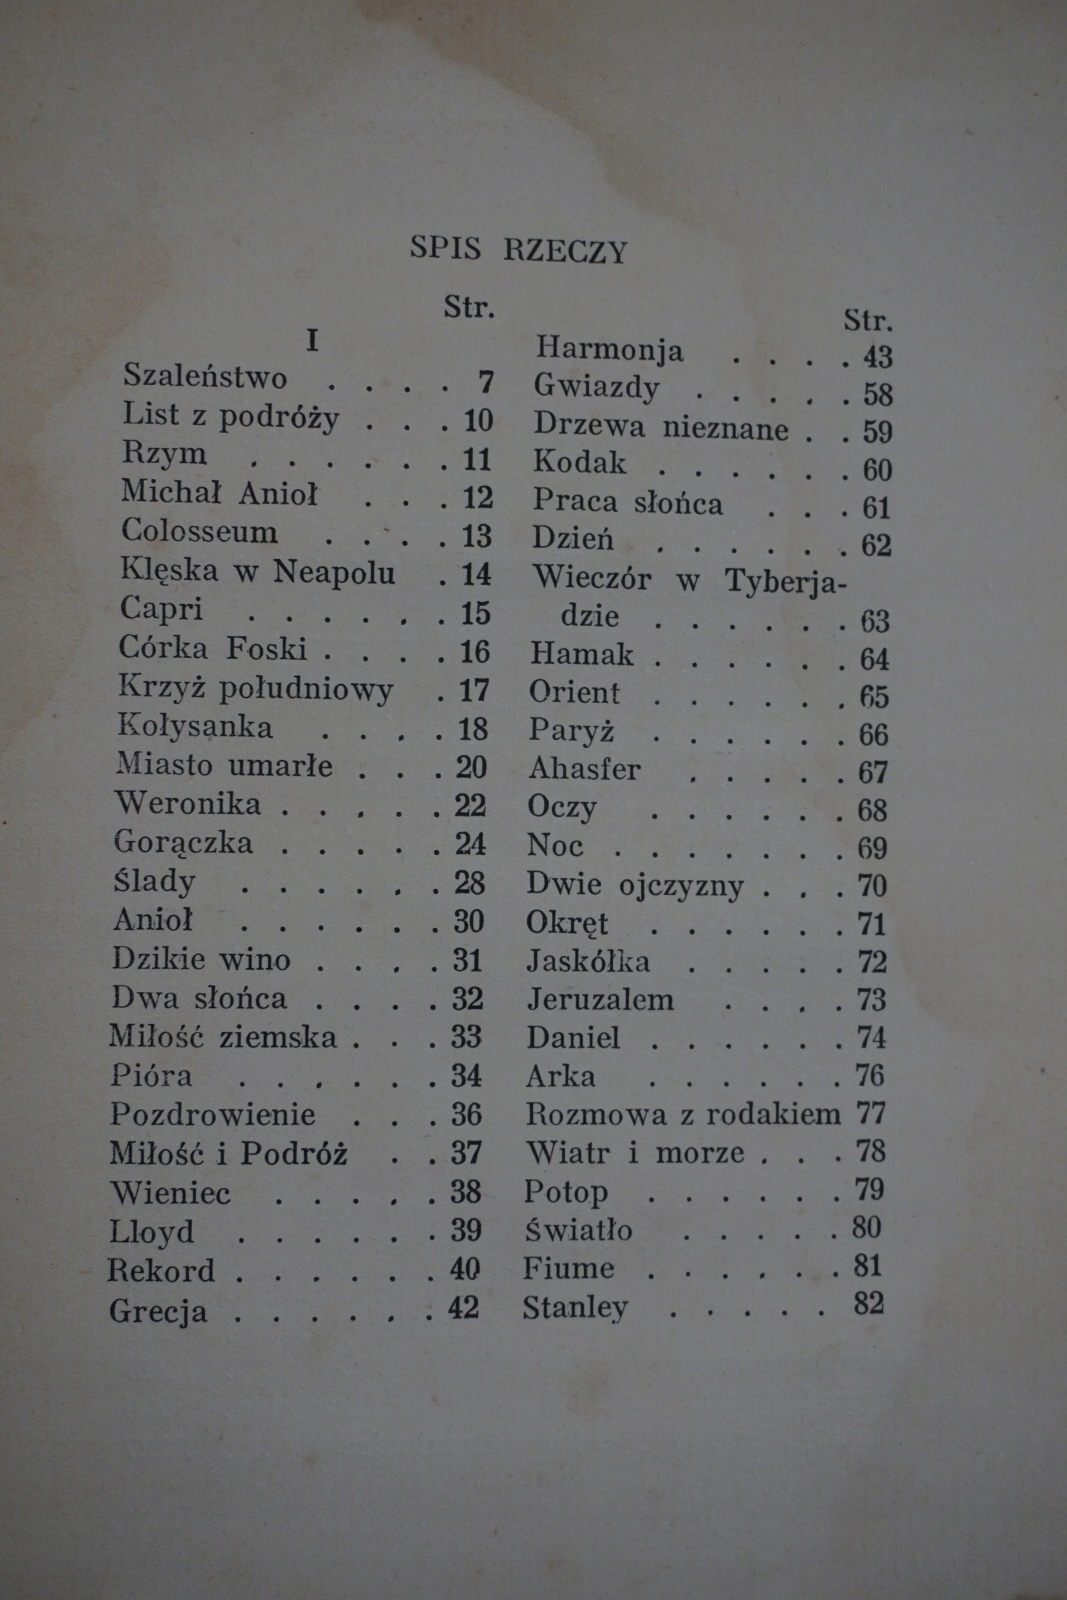 SPIS RZECZY
Str.
I
Szaleństwo . . . . 7
List z podróży . . . 10
Rzym . . . . . . 11
Michał Anioł . . . 12
Colosseum . . . . 13
Klęska w Neapolu . 14
Capri . . . . . . 15
Córka Foski . . . . 16
Krzyż południowy . 17
Kołysanka . . . . 18
Miasto umarłe . . . 20
Weronika . . . . . 22
Gorączka . . . . . 24
Ślady . . . . . . 28
Anioł . . . . . . 30
Dzikie wino . . . . 31
Dwa słońca . . . . 32
Miłość ziemska . . . 33
Pióra . . . . . . 34
Pozdrowienie . . . 36
Miłość i Podróż . . 37
Wieniec . . . . . 38
Lloyd . . . . . . 39
Rekord . . . . . . 40
Grecja . . . . . . 42
Str.
Harmonja . . . . 43
Gwiazdy . . . . . 58
Drzewa nieznane . . 59
Kodak . . . . . . 60
Praca słońca . . . 61
Dzień . . . . . . 62
Wieczór w Tyberja-
dzie . . . . . . 63
Hamak . . . . . . 64
Orient . . . . . . 65
Paryż . . . . . . 66
Ahasfer . . . . . 67
Oczy . . . . . . 68
Noc . . . . . . . 69
Dwie ojczyzny . . . 70
Okręt . . . . . . 71
Jaskółka . . . . . 72
Jeruzalem . . . . 73
Daniel . . . . . . 74
Arka . . . . . . 76
Rozmowa z rodakiem 77
Wiatr i morze . . . 78
Potop . . . . . . 79
Światło . . . . . 80
Fiume . . . . . . 81
Stanley . . . . . 82